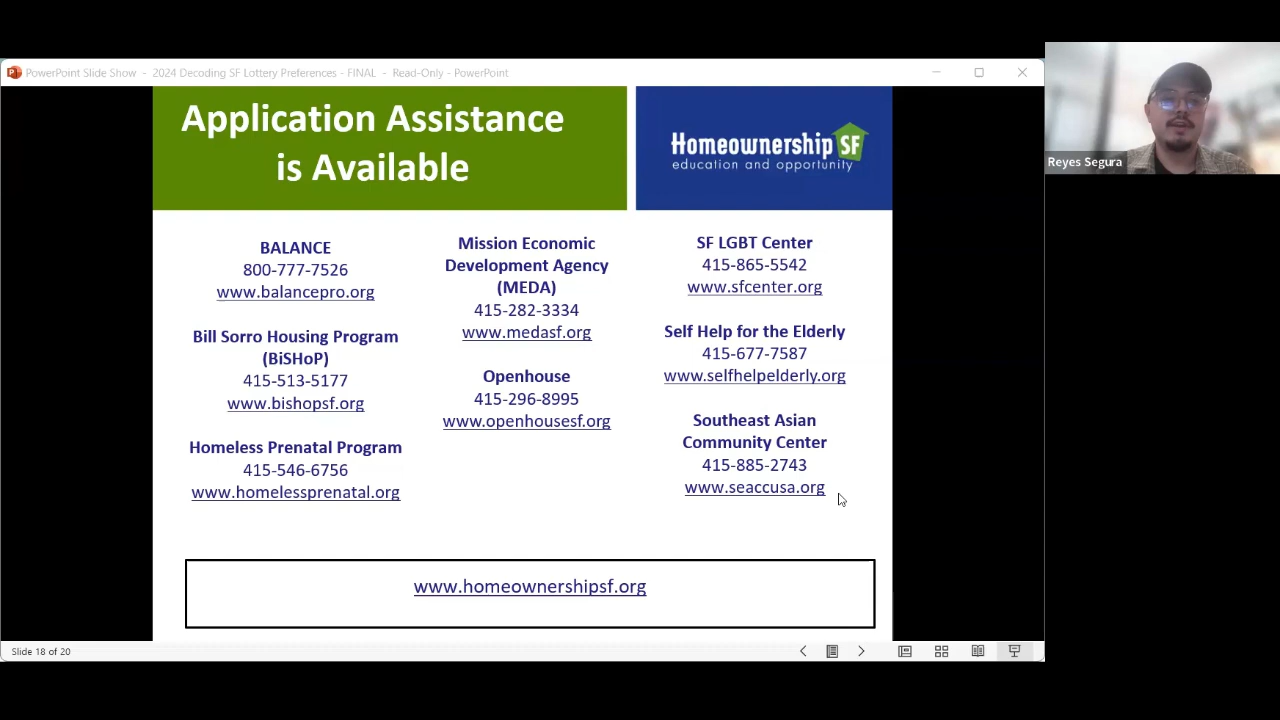 PowerPoint Slide Show - 2024 Decoding SF Lottery Preferences - FINAL - Read-Only - PowerPoint
Application Assistance
is Available
Homeownership SF
education and opportunity
BALANCE
800-777-7526
www.balancepro.org
Bill Sorro Housing Program
(BiSHoP)
415-513-5177
www.bishopsf.org
Homeless Prenatal Program
415-546-6756
www.homelessprenatal.org
Mission Economic
Development Agency
(MEDA)
415-282-3334
www.medasf.org
Openhouse
415-296-8995
www.openhousesf.org
SF LGBT Center
415-865-5542
www.sfcenter.org
Self Help for the Elderly
415-677-7587
www.selfhelpelderly.org
Southeast Asian
Community Center
415-885-2743
www.seaccusa.org
www.homeownershipsf.org
Slide 18 of 20
Reyes Segura